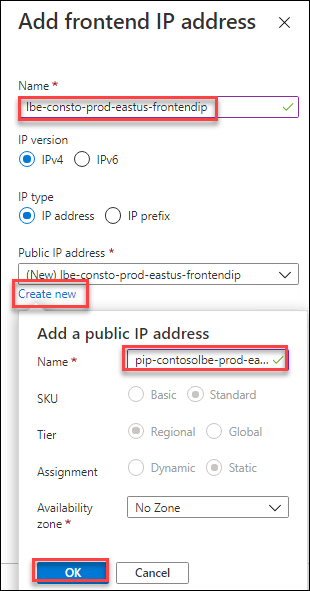 Add frontend IP address
Name *
lbe-consto-prod-eastus-frontendip
IP version
IPv4 IPv6
IP type
IP address IP prefix
Public IP address *
(New) lbe-consto-prod-eastus-frontendip
Create new
Add a public IP address
Name * pip-contosolbe-prod-ea...
SKU Basic Standard
Tier Regional Global
Assignment Dynamic Static
Availability No Zone
zone *
OK Cancel